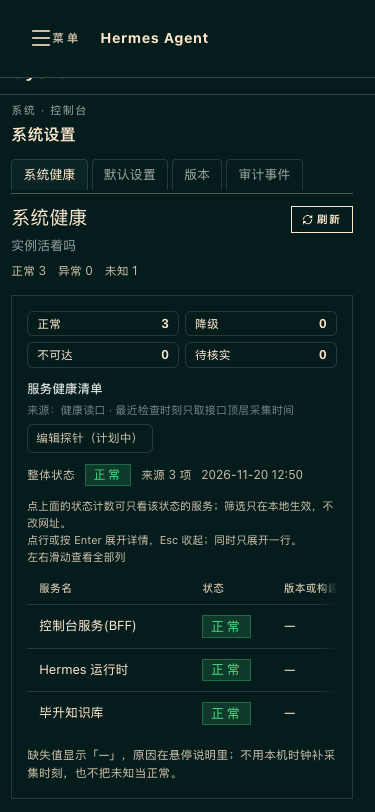 菜单 Hermes Agent
系统 · 控制台
系统设置
系统健康 默认设置 版本 审计事件
系统健康 刷新
实例活着吗
正常 3 异常 0 未知 1
正常 3 降级 0
不可达 0 待核实 0
服务健康清单
来源：健康读口 · 最近检查时刻只取接口顶层采集时间
编辑探针（计划中）
整体状态 正常 来源 3 项 2026-11-20 12:50
点上面的状态计数可只看该状态的服务；筛选只在本地生效，不
改网址。
点行或按 Enter 展开详情，Esc 收起；同时只展开一行。
左右滑动查看全部列
服务名 状态 版本或构建
控制台服务(BFF) 正常 —
Hermes 运行时 正常 —
毕升知识库 正常 —
缺失值显示「—」，原因在悬停说明里；不用本机时钟补采
集时刻，也不把未知当正常。